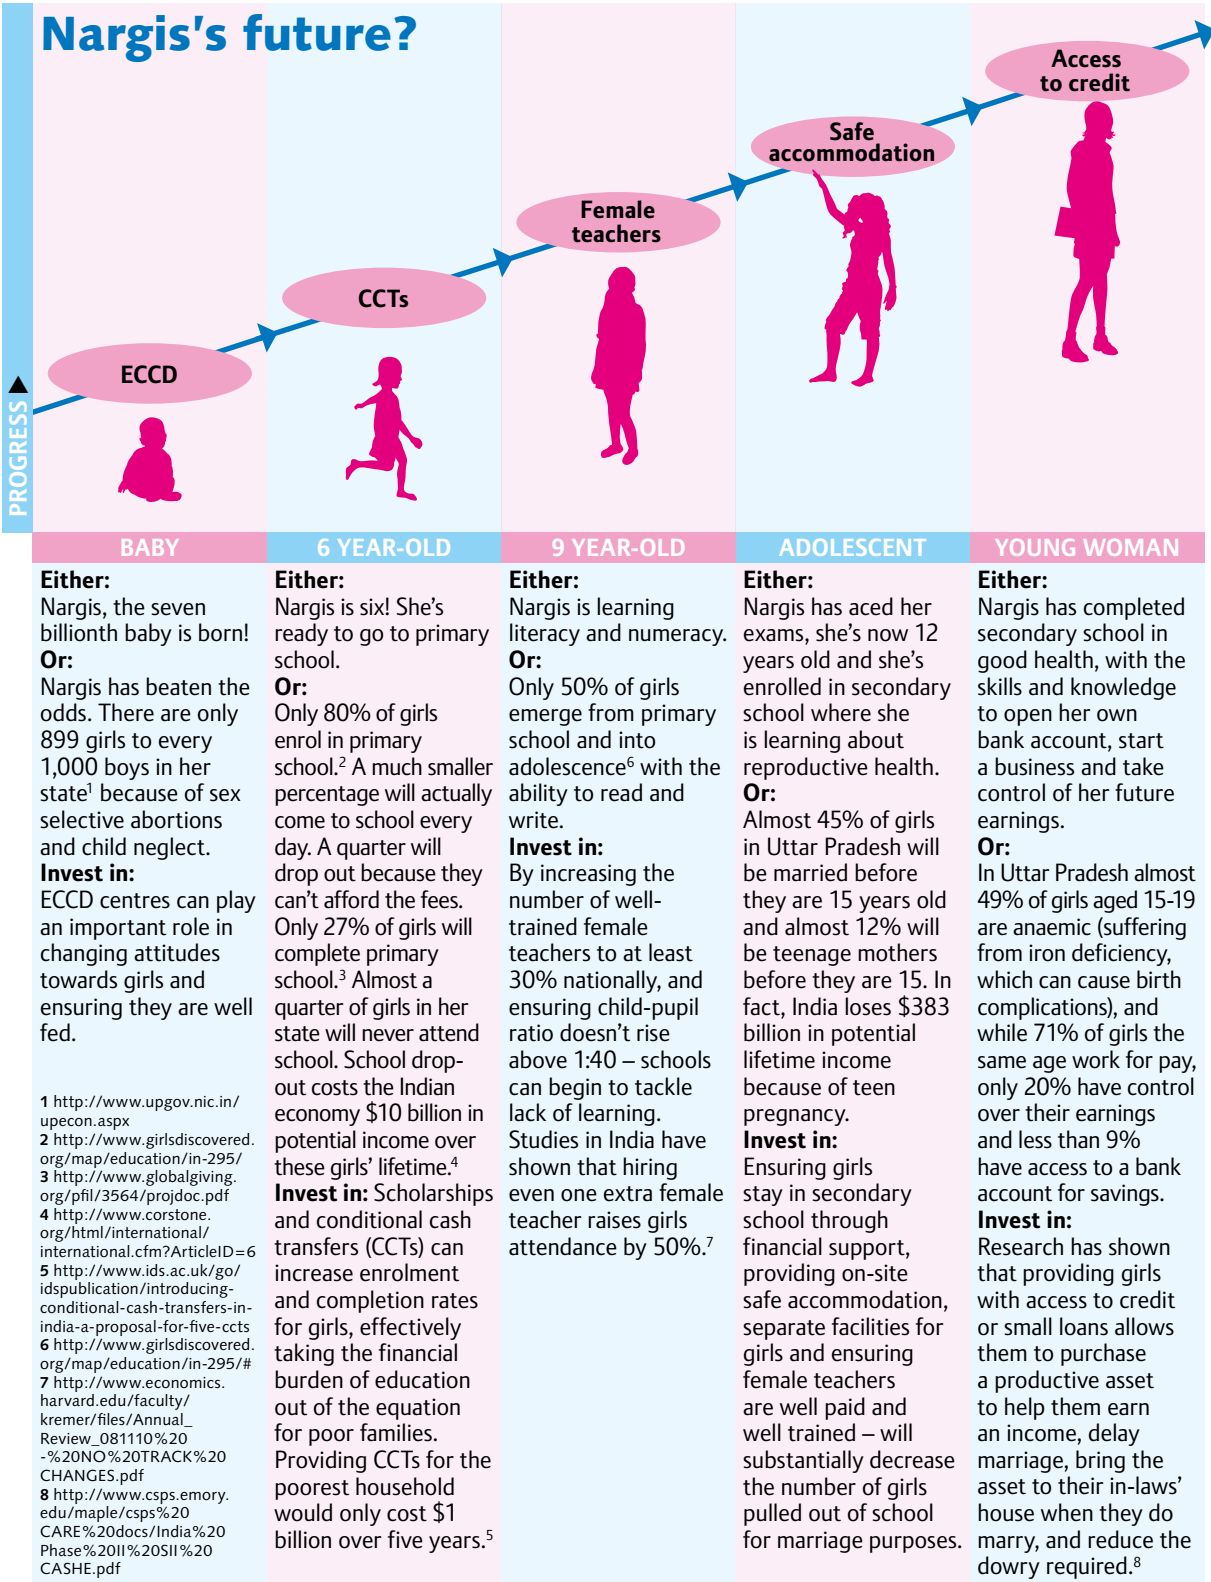 Nargis's future?
PROGRESS ▲
ECCD
CCTs
Female
teachers
Safe
accommodation
Access
to credit
BABY
Either:
Nargis, the seven
billionth baby is born!
Or:
Nargis has beaten the
odds. There are only
899 girls to every
1,000 boys in her
state¹ because of sex
selective abortions
and child neglect.
Invest in:
ECCD centres can play
an important role in
changing attitudes
towards girls and
ensuring they are well
fed.
1 http://www.upgov.nic.in/
upecon.aspx
2 http://www.girlsdiscovered.
org/map/education/in-295/
3 http://www.globalgiving.
org/pfil/3564/projdoc.pdf
4 http://www.corstone.
org/html/international/
international.cfm?ArticleID=6
5 http://www.ids.ac.uk/go/
idspublication/introducing-
conditional-cash-transfers-in-
india-a-proposal-for-five-ccts
6 http://www.girlsdiscovered.
org/map/education/in-295/#
7 http://www.economics.
harvard.edu/faculty/
kremer/files/Annual_
Review_081110%20
-%20NO%20TRACK%20
CHANGES.pdf
8 http://www.csps.emory.
edu/maple/csps%20
CARE%20docs/India%20
Phase%20II%20SII%20
CASHE.pdf
6 YEAR-OLD
Either:
Nargis is six! She's
ready to go to primary
school.
Or:
Only 80% of girls
enrol in primary
school.² A much smaller
percentage will actually
come to school every
day. A quarter will
drop out because they
can't afford the fees.
Only 27% of girls will
complete primary
school.³ Almost a
quarter of girls in her
state will never attend
school. School drop-
out costs the Indian
economy $10 billion in
potential income over
these girls' lifetime.⁴
Invest in: Scholarships
and conditional cash
transfers (CCTs) can
increase enrolment
and completion rates
for girls, effectively
taking the financial
burden of education
out of the equation
for poor families.
Providing CCTs for the
poorest household
would only cost $1
billion over five years.⁵
9 YEAR-OLD
Either:
Nargis is learning
literacy and numeracy.
Or:
Only 50% of girls
emerge from primary
school and into
adolescence⁶ with the
ability to read and
write.
Invest in:
By increasing the
number of well-
trained female
teachers to at least
30% nationally, and
ensuring child-pupil
ratio doesn't rise
above 1:40 – schools
can begin to tackle
lack of learning.
Studies in India have
shown that hiring
even one extra female
teacher raises girls
attendance by 50%.⁷
ADOLESCENT
Either:
Nargis has aced her
exams, she's now 12
years old and she's
enrolled in secondary
school where she
is learning about
reproductive health.
Or:
Almost 45% of girls
in Uttar Pradesh will
be married before
they are 15 years old
and almost 12% will
be teenage mothers
before they are 15. In
fact, India loses $383
billion in potential
lifetime income
because of teen
pregnancy.
Invest in:
Ensuring girls
stay in secondary
school through
financial support,
providing on-site
safe accommodation,
separate facilities for
girls and ensuring
female teachers
are well paid and
well trained – will
substantially decrease
the number of girls
pulled out of school
for marriage purposes.
YOUNG WOMAN
Either:
Nargis has completed
secondary school in
good health, with the
skills and knowledge
to open her own
bank account, start
a business and take
control of her future
earnings.
Or:
In Uttar Pradesh almost
49% of girls aged 15-19
are anaemic (suffering
from iron deficiency,
which can cause birth
complications), and
while 71% of girls the
same age work for pay,
only 20% have control
over their earnings
and less than 9%
have access to a bank
account for savings.
Invest in:
Research has shown
that providing girls
with access to credit
or small loans allows
them to purchase
a productive asset
to help them earn
an income, delay
marriage, bring the
asset to their in-laws'
house when they do
marry, and reduce the
dowry required.⁸